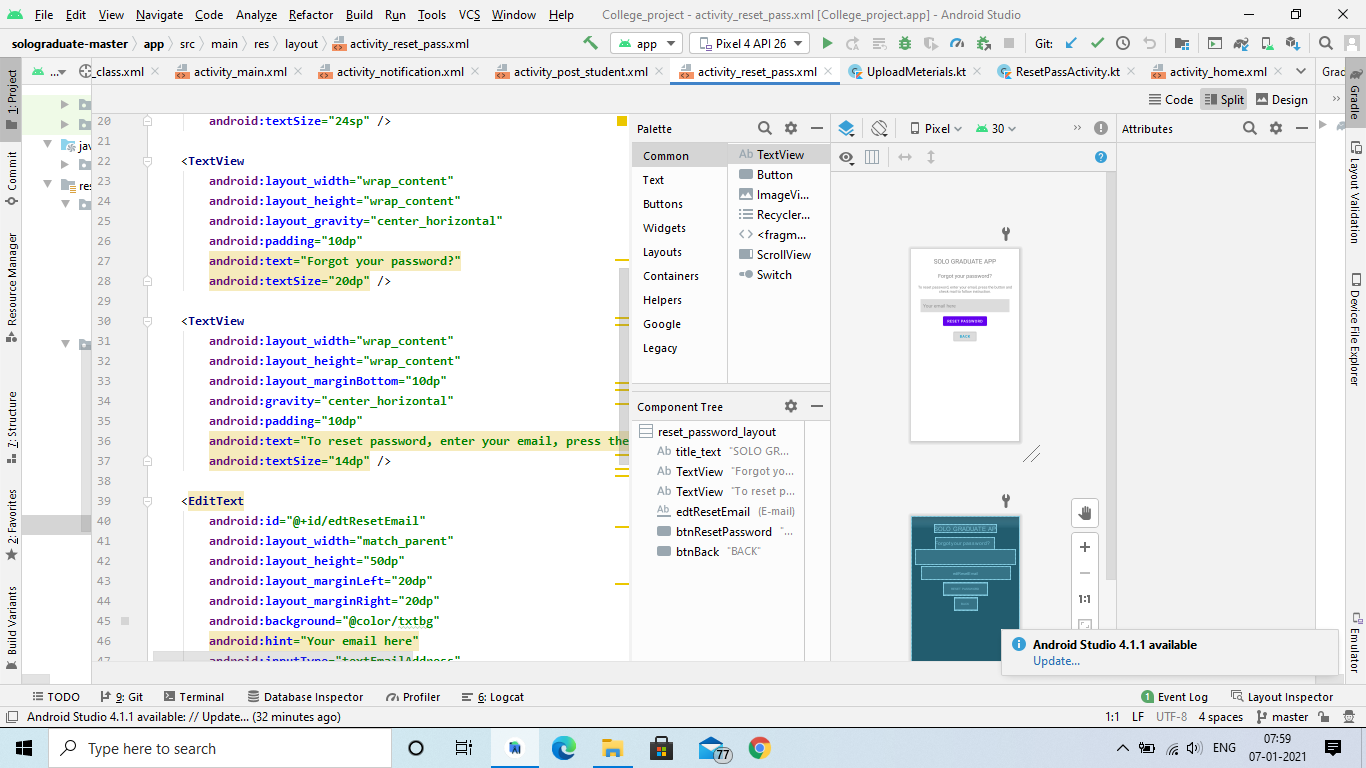 File Edit View Navigate Code Analyze Refactor Build Run Tools VCS Window Help College_project - activity_reset_pass.xml [College_project.app] - Android Studio
solograduate-master app src main res layout activity_reset_pass.xml app Pixel 4 API 26 Git:
..._class.xml activity_main.xml activity_notification.xml activity_post_student.xml activity_reset_pass.xml UploadMeterials.kt ResetPassActivity.kt activity_home.xml Grad
Code Split Design
1: Project
Commit
Resource Manager
7: Structure
2: Favorites
Build Variants
jav
res
20 android:textSize="24sp" />
21
22 <TextView
23 android:layout_width="wrap_content"
24 android:layout_height="wrap_content"
25 android:layout_gravity="center_horizontal"
26 android:padding="10dp"
27 android:text="Forgot your password?"
28 android:textSize="20dp" />
29
30 <TextView
31 android:layout_width="wrap_content"
32 android:layout_height="wrap_content"
33 android:layout_marginBottom="10dp"
34 android:gravity="center_horizontal"
35 android:padding="10dp"
36 android:text="To reset password, enter your email, press the
37 android:textSize="14dp" />
38
39 <EditText
40 android:id="@+id/edtResetEmail"
41 android:layout_width="match_parent"
42 android:layout_height="50dp"
43 android:layout_marginLeft="20dp"
44 android:layout_marginRight="20dp"
45 android:background="@color/txtbg"
46 android:hint="Your email here"
47 android:inputType="textEmailAddress"
Palette
Common
Text
Buttons
Widgets
Layouts
Containers
Helpers
Google
Legacy
Ab TextView
Button
ImageVi...
Recycler...
<fragm...
ScrollView
Switch
Component Tree
reset_password_layout
Ab title_text "SOLO GR...
Ab TextView "Forgot yo...
Ab TextView "To reset p...
Ab edtResetEmail (E-mail)
btnResetPassword "...
btnBack "BACK"
Pixel 30
SOLO GRADUATE APP
Forgot your password?
To reset password, enter your email, press the button and
Your email here
RESET PASSWORD
BACK
SOLO GRADUATE AP
Forgot your password?
1:1
Attributes
Gradle
Layout Validation
Device File Explorer
Emulator
Android Studio 4.1.1 available
Update...
TODO 9: Git Terminal Database Inspector Profiler 6: Logcat 1 Event Log Layout Inspector
Android Studio 4.1.1 available: // Update... (32 minutes ago) 1:1 LF UTF-8 4 spaces master
Type here to search 77 ENG 07:59
07-01-2021